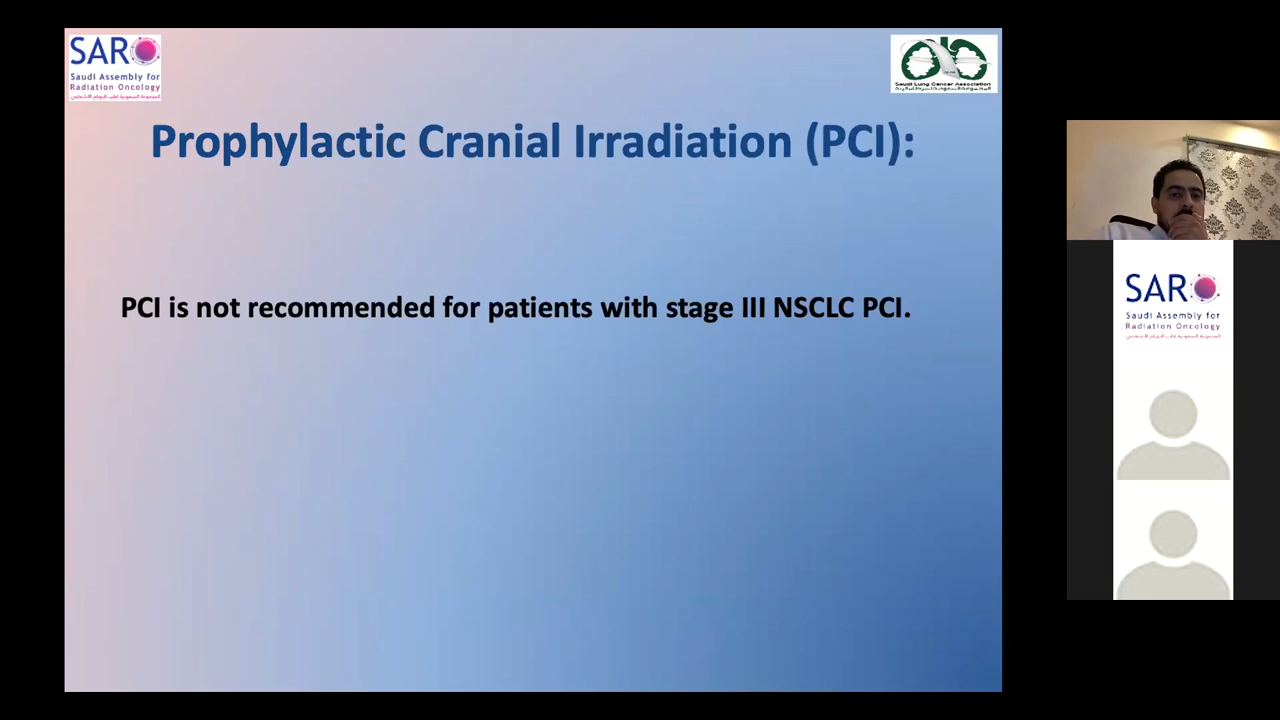 SARO
Saudi Assembly for
Radiation Oncology
Saudi Lung Cancer Association
Prophylactic Cranial Irradiation (PCI):
PCI is not recommended for patients with stage III NSCLC PCI.
SARO
Saudi Assembly for
Radiation Oncology